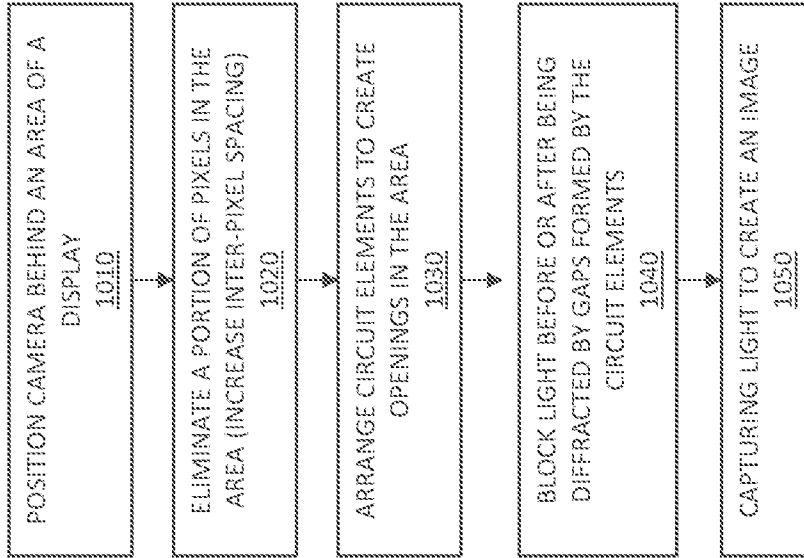 POSITION CAMERA BEHIND AN AREA OF A
DISPLAY
1010
ELIMINATE A PORTION OF PIXELS IN THE
AREA (INCREASE INTER-PIXEL SPACING)
1020
ARRANGE CIRCUIT ELEMENTS TO CREATE
OPENINGS IN THE AREA
1030
BLOCK LIGHT BEFORE OR AFTER BEING
DIFFRACTED BY GAPS FORMED BY THE
CIRCUIT ELEMENTS
1040
CAPTURING LIGHT TO CREATE AN IMAGE
1050